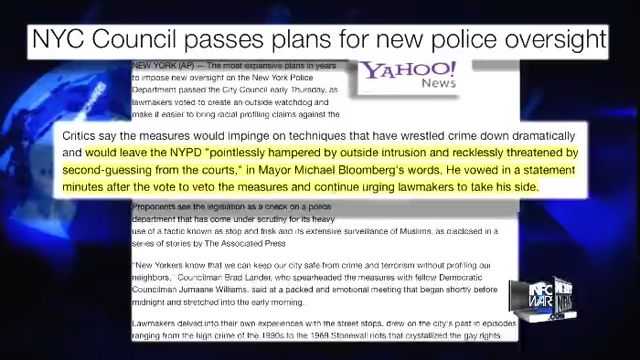 NYC Council passes plans for new police oversight
NEW YORK (AP) — The most expansive plans in years
to impose new oversight on the New York Police
Department passed the City Council early Thursday, as
lawmakers voted to create an outside watchdog and
make it easier to bring racial profiling claims against the
YAHOO!
News
Critics say the measures would impinge on techniques that have wrestled crime down dramatically
and would leave the NYPD "pointlessly hampered by outside intrusion and recklessly threatened by
second-guessing from the courts," in Mayor Michael Bloomberg's words. He vowed in a statement
minutes after the vote to veto the measures and continue urging lawmakers to take his side.
Proponents see the legislation as a check on a police
department that has come under scrutiny for its heavy
use of a tactic known as stop and frisk and its extensive surveillance of Muslims, as disclosed in a
series of stories by The Associated Press
"New Yorkers know that we can keep our city safe from crime and terrorism without profiling our
neighbors," Councilman Brad Lander, who spearheaded the measures with fellow Democratic
Councilman Jumaane Williams, said at a packed and emotional meeting that began shortly before
midnight and stretched into the early morning.
Lawmakers delved into their own experiences with the street stops, drew on the city's past in episodes
ranging from the high crime of the 1990s to the 1969 Stonewall riots that crystallized the gay rights
INFO
WARS
.COM